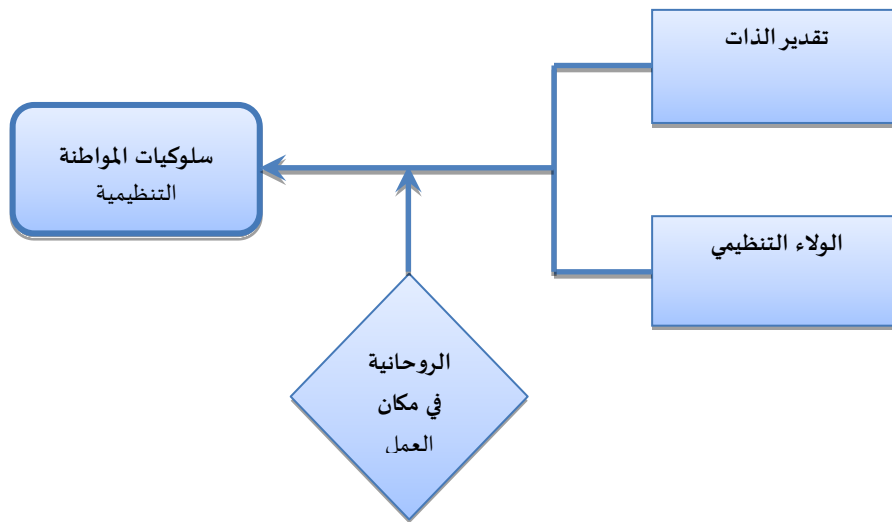 تقدير الذات
سلوكيات المواطنة
التنظيمية
الولاء التنظيمي
الروحانية
في مكان
العمل